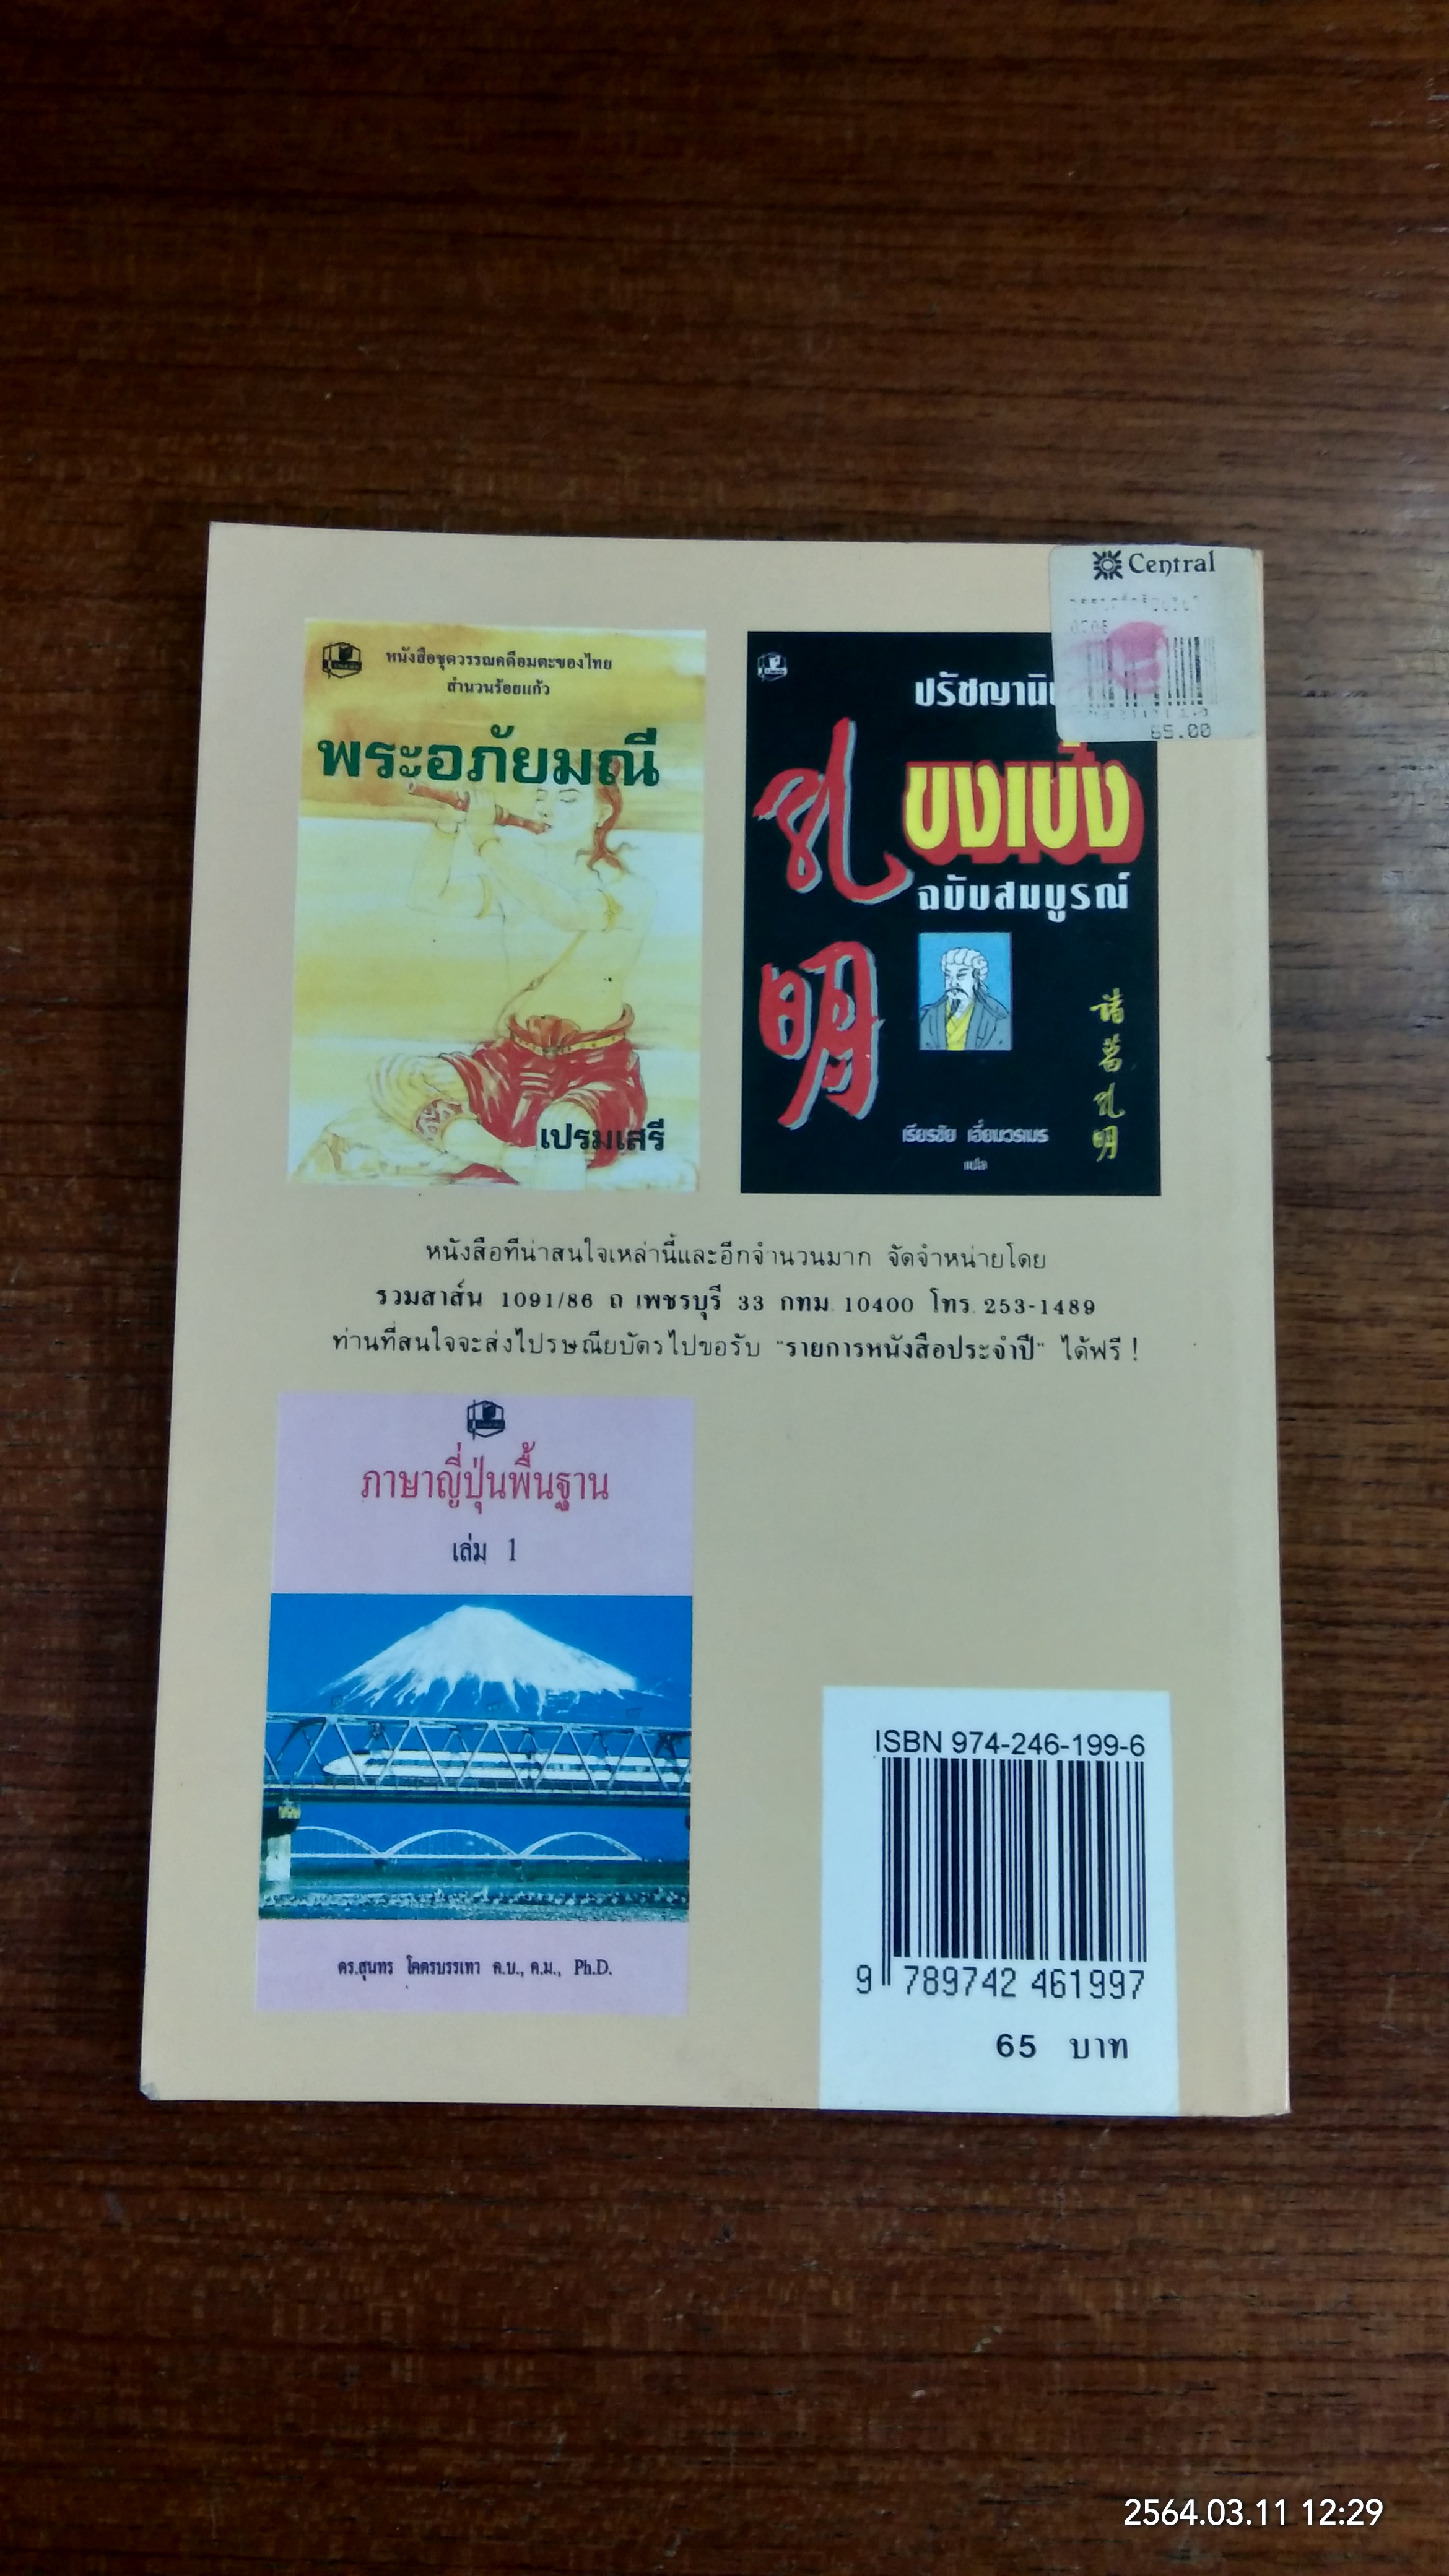 Central
65.00
หนังสือชุดวรรณคดีอมตะของไทย
สำนวนร้อยแก้ว
พระอภัยมณี
เปรมเสรี
ขงเบ้ง
ฉบับสมบูรณ์
孔明
諸葛孔明
เธียรชัย เอี่ยมวรเมธ
แปล
หนังสือที่น่าสนใจเหล่านี้และอีกจำนวนมาก จัดจำหน่ายโดย
รวมสาส์น 1091/86 ถ เพชรบุรี 33 กทม. 10400 โทร. 253-1489
ท่านที่สนใจจะส่งไปรษณียบัตรไปขอรับ "รายการหนังสือประจำปี" ได้ฟรี !
ภาษาญี่ปุ่นพื้นฐาน
เล่ม 1
ดร.สุนทร โคตรบรรเทา ค.บ., ค.ม., Ph.D.
ISBN 974-246-199-6
9 789742 461997
65 บาท
2564.03.11 12:29